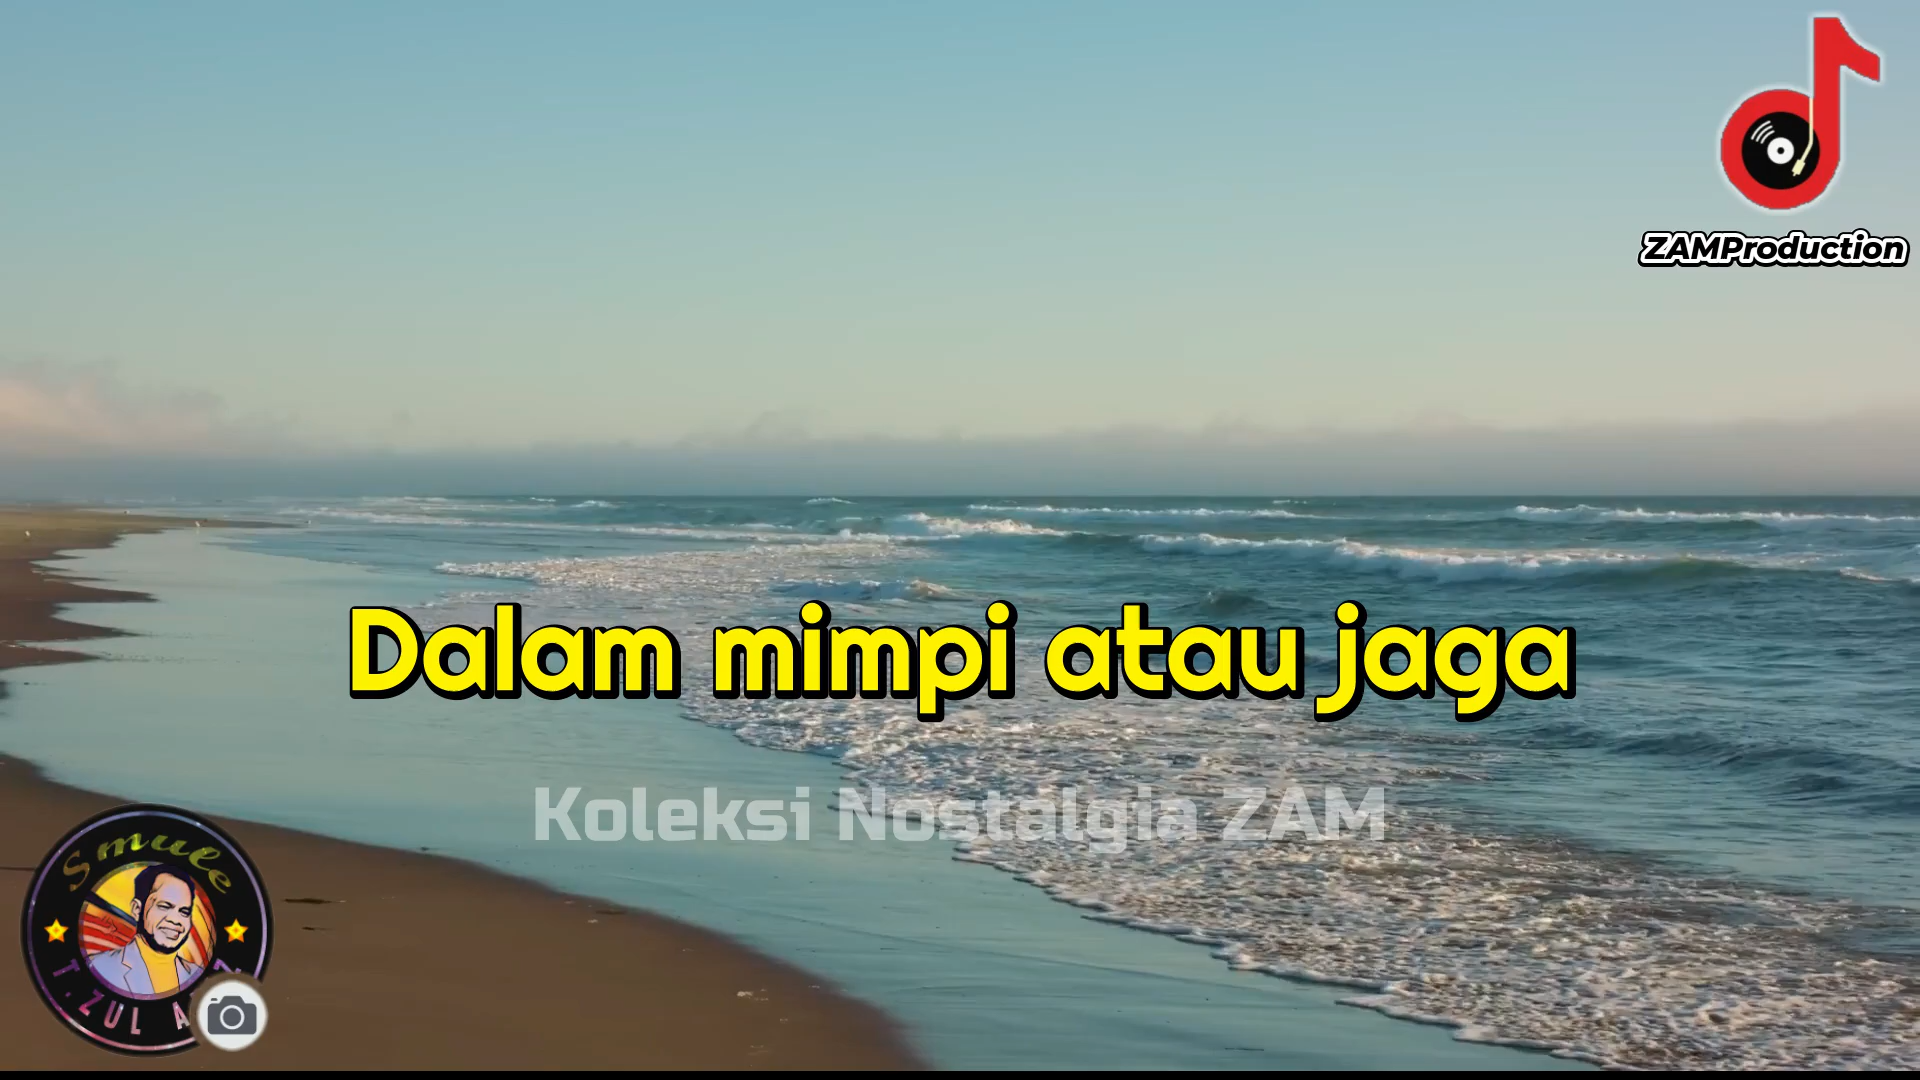 ZAMProduction
Dalam mimpi atau jaga
Koleksi Nostalgia ZAM
Smule
T.ZUL